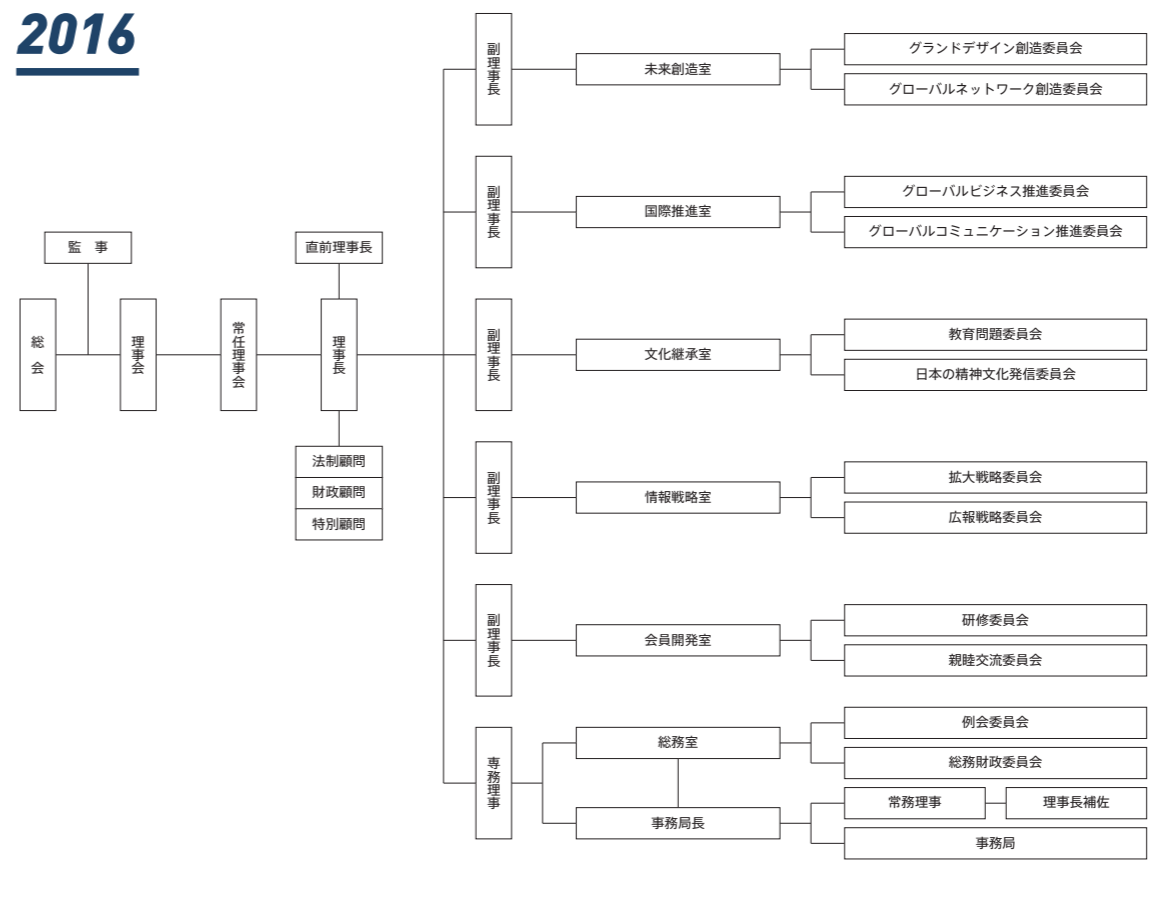 2016
総会
監　事
理事会
常任理事会
直前理事長
理事長
法制顧問
財政顧問
特別顧問
副理事長
未来創造室
グランドデザイン創造委員会
グローバルネットワーク創造委員会
副理事長
国際推進室
グローバルビジネス推進委員会
グローバルコミュニケーション推進委員会
副理事長
文化継承室
教育問題委員会
日本の精神文化発信委員会
副理事長
情報戦略室
拡大戦略委員会
広報戦略委員会
副理事長
会員開発室
研修委員会
親睦交流委員会
専務理事
総務室
例会委員会
総務財政委員会
事務局長
常務理事
理事長補佐
事務局